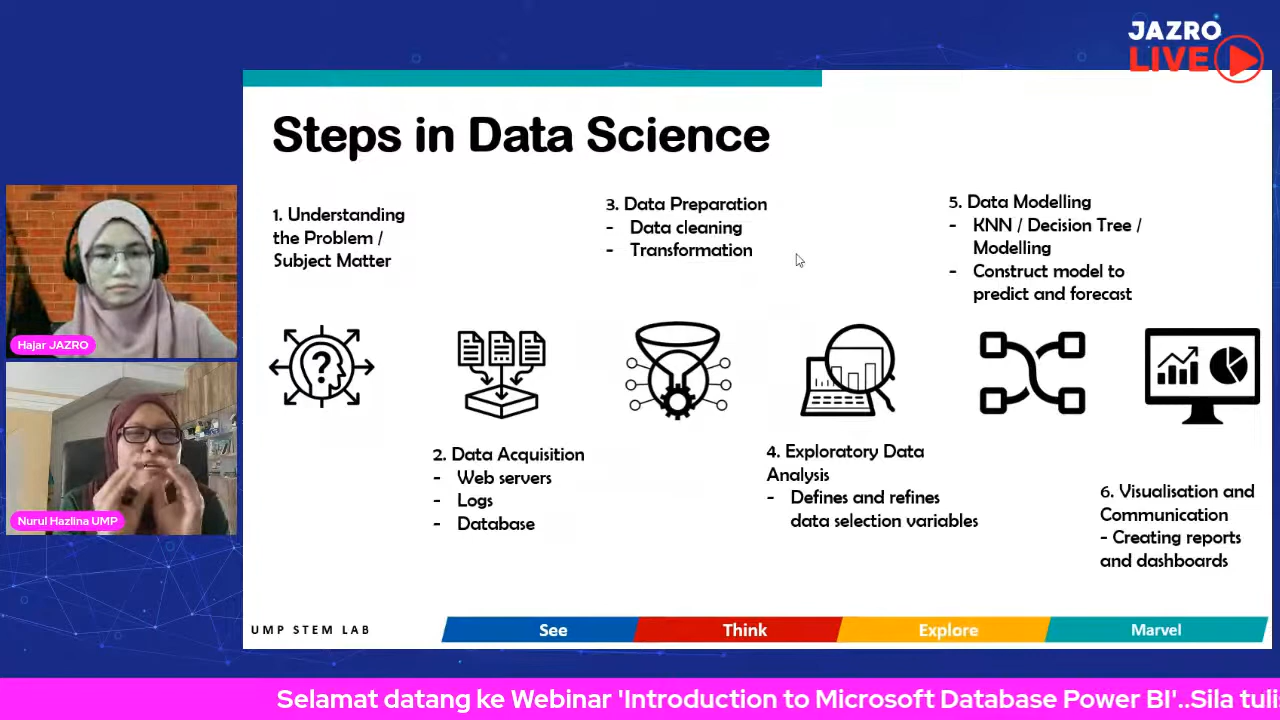 JAZRO
LIVE
Steps in Data Science
1. Understanding
the Problem /
Subject Matter
3. Data Preparation
- Data cleaning
- Transformation
5. Data Modelling
- KNN / Decision Tree /
Modelling
- Construct model to
predict and forecast
Hajar JAZRO
2. Data Acquisition
- Web servers
- Logs
- Database
4. Exploratory Data
Analysis
- Defines and refines
data selection variables
6. Visualisation and
Communication
- Creating reports
and dashboards
Nurul Hazlina UMP
UMP STEM LAB
See
Think
Explore
Marvel
Selamat datang ke Webinar 'Introduction to Microsoft Database Power BI'..Sila tuli